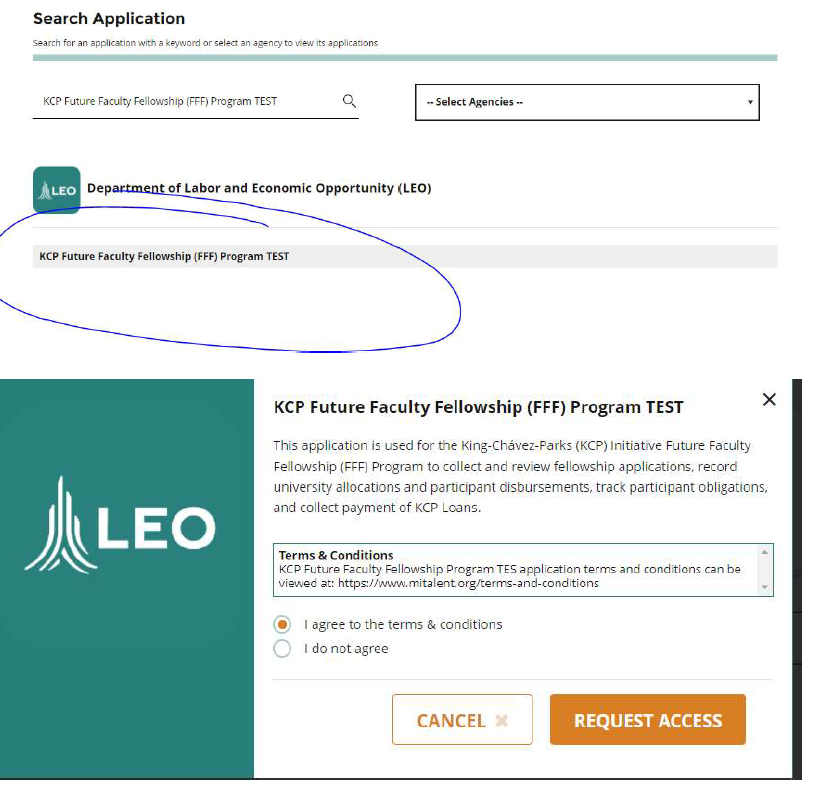 Search Application
Search for an application with a keyword or select an agency to view its applications
KCP Future Faculty Fellowship (FFF) Program TEST
-- Select Agencies --
LEO
Department of Labor and Economic Opportunity (LEO)
KCP Future Faculty Fellowship (FFF) Program TEST
LEO
KCP Future Faculty Fellowship (FFF) Program TEST
This application is used for the King-Chávez-Parks (KCP) Initiative Future Faculty
Fellowship (FFF) Program to collect and review fellowship applications, record
university allocations and participant disbursements, track participant obligations,
and collect payment of KCP Loans.
Terms & Conditions
KCP Future Faculty Fellowship Program TES application terms and conditions can be
viewed at: https://www.mitalent.org/terms-and-conditions
I agree to the terms & conditions
I do not agree
CANCEL
REQUEST ACCESS